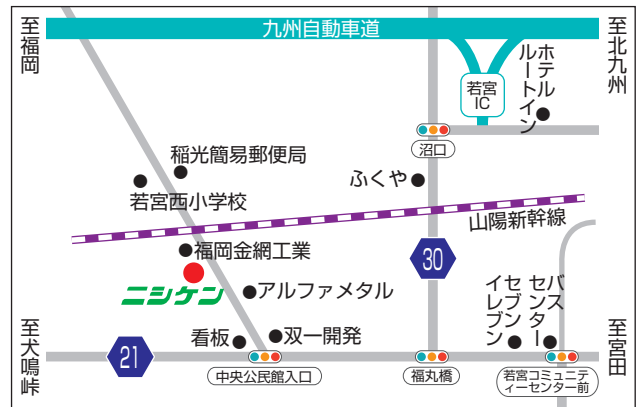 九州自動車道
至福岡
至北九州
ホテル
ルートイン
若宮
IC
沼口
稲光簡易郵便局
若宮西小学校
ふくや
山陽新幹線
福岡金網工業
ニシケン
アルファメタル
30
セブン
イレブン
バス
センター
至犬鳴峠
21
看板
双一開発
至宮田
中央公民館入口
福丸橋
若宮コミュニテ
ィーセンター前